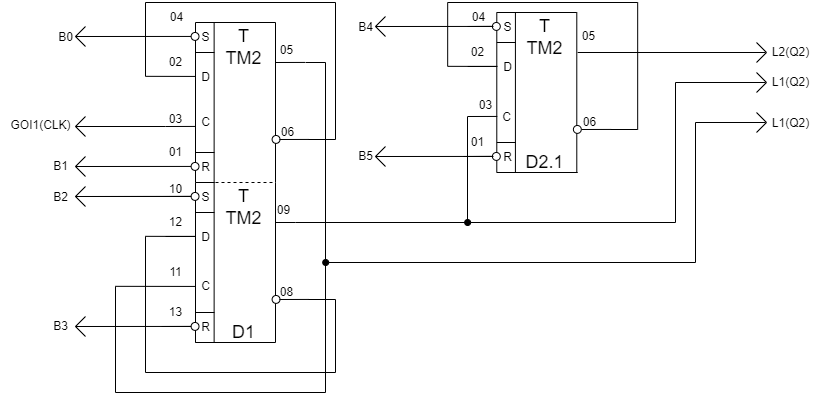 04
B0
S
T
TM2
05
02
D
03
GOI1(CLK)
C
06
01
B1
R
10
B2
S
T
TM2
09
12
D
11
C
08
13
B3
R
D1
04
B4
S
T
TM2
05
L2(Q2)
02
D
L1(Q2)
03
C
06
L1(Q2)
01
B5
R
D2.1